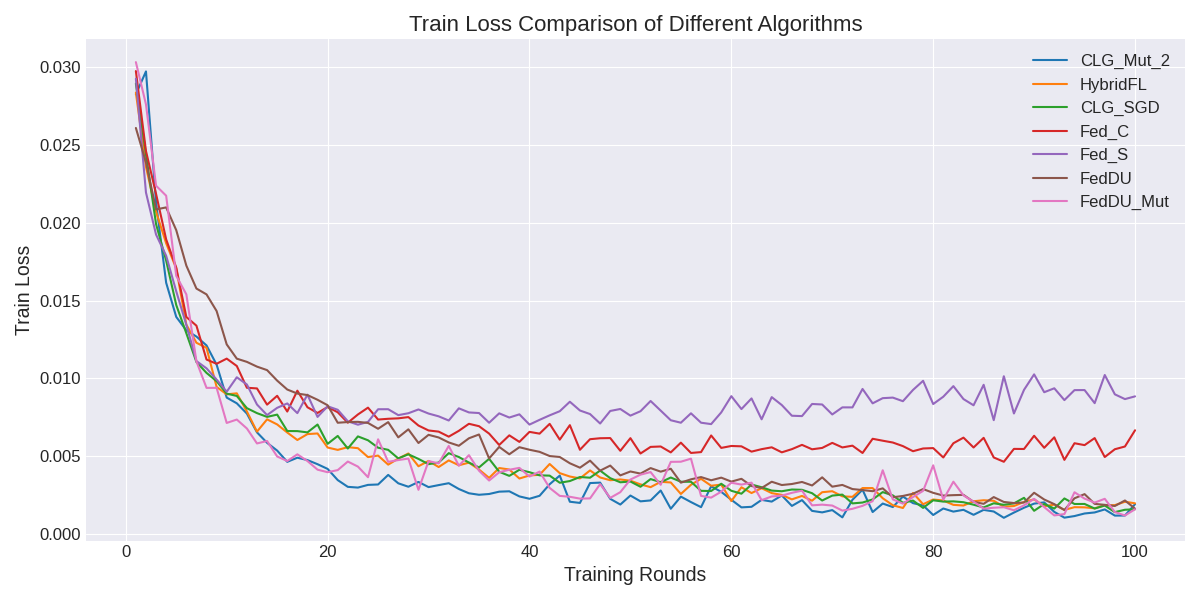 Train Loss Comparison of Different Algorithms
CLG_Mut_2
HybridFL
CLG_SGD
Fed_C
Fed_S
FedDU
FedDU_Mut
Train Loss
0.030
0.025
0.020
0.015
0.010
0.005
0.000
0 20 40 60 80 100
Training Rounds